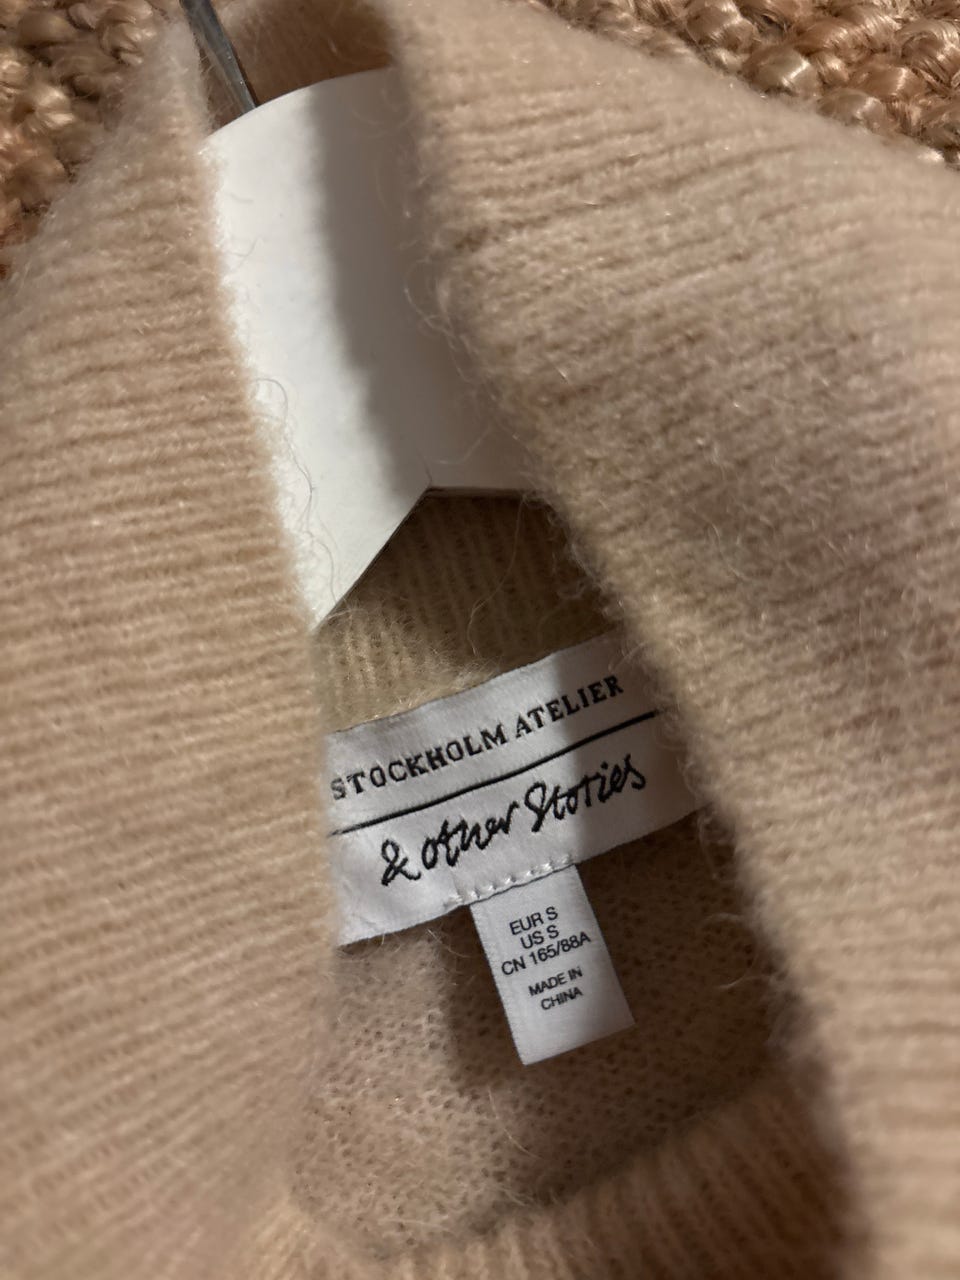 STOCKHOLM ATELIER
& other Stories
EUR S
US S
CN 165/88A
MADE IN
CHINA